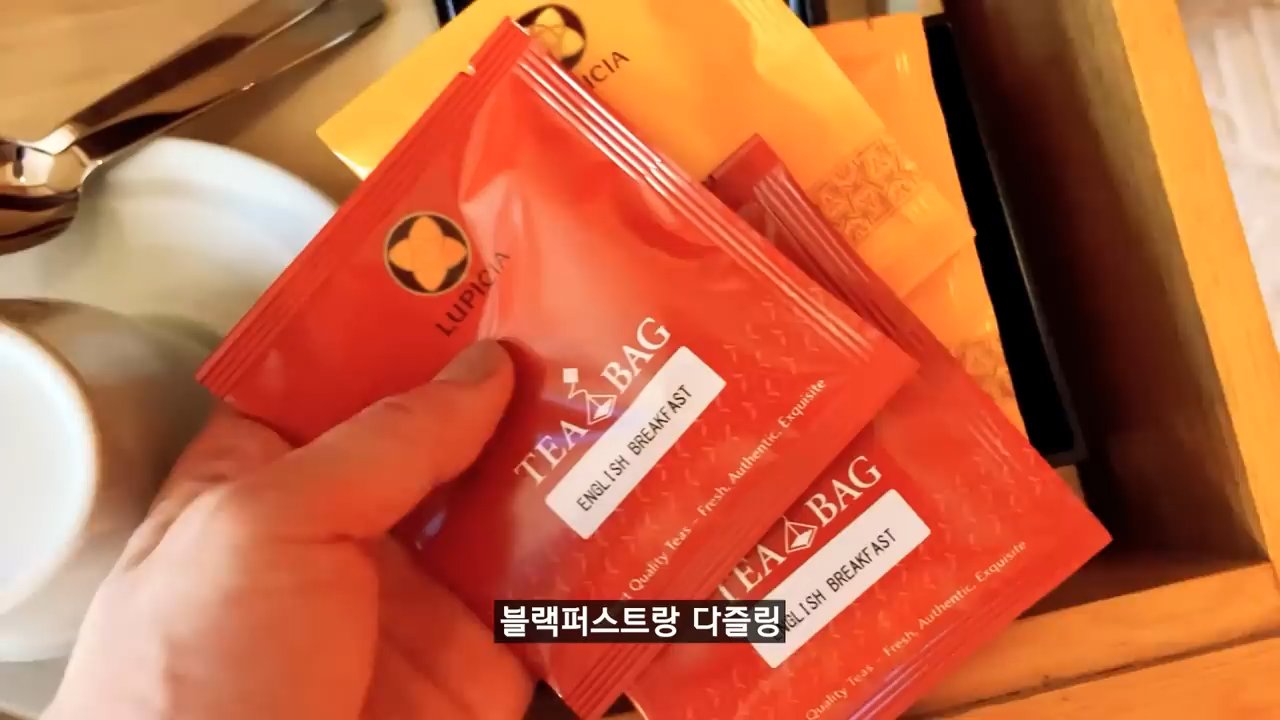 LUPICIA
TEA BAG
ENGLISH BREAKFAST
Quality Teas - Fresh, Authentic, Exquisite
TEA BAG
ENGLISH BREAKFAST
Quality Teas - Fresh, Authentic, Exquisite
블랙퍼스트랑 다즐링